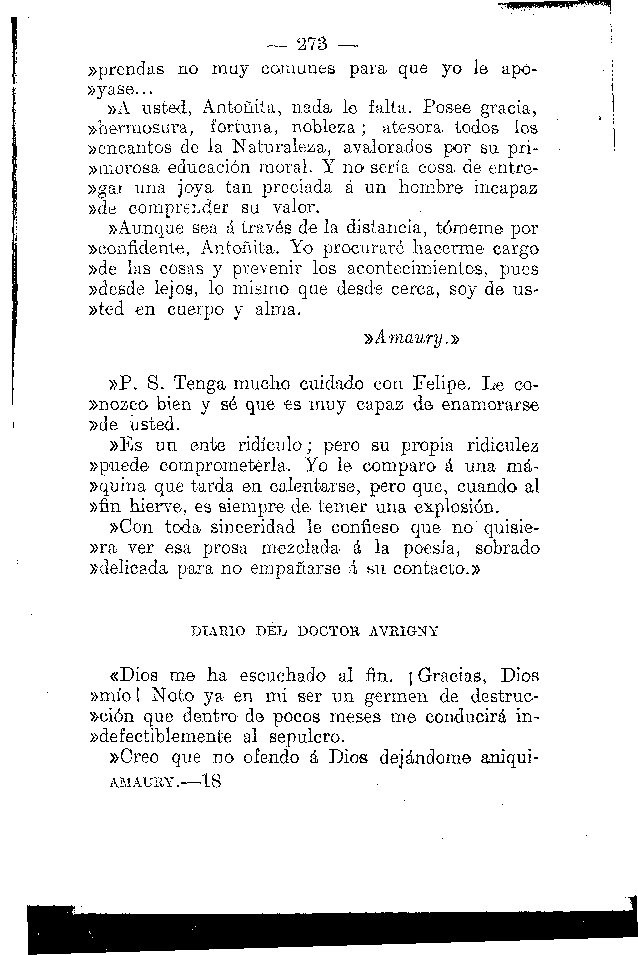 — 273 —
»prendas no muy comunes para que yo le apo-
»yase...
»A usted, Antoñita, nada le falta. Posee gracia,
»hermosura, fortuna, nobleza; atesora todos los
»encantos de la Naturaleza, avalorados por su pri-
»morosa educación moral. Y no sería cosa de entre-
»gar una joya tan preciada á un hombre incapaz
»de comprender su valor.
»Aunque sea á través de la distancia, tómeme por
»confidente, Antoñita. Yo procuraré hacerme cargo
»de las cosas y prevenir los acontecimientos, pues
»desde lejos, lo mismo que desde cerca, soy de us-
»ted en cuerpo y alma.
»Amaury.»
»P. S. Tenga mucho cuidado con Felipe. Le co-
»nozco bien y sé que es muy capaz de enamorarse
»de usted.
»Es un ente ridículo; pero su propia ridiculez
»puede comprometerla. Yo le comparo á una má-
»quina que tarda en calentarse, pero que, cuando al
»fin hierve, es siempre de temer una explosión.
»Con toda sinceridad le confieso que no quisie-
»ra ver esa prosa mezclada á la poesía, sobrado
»delicada para no empañarse á su contacto.»
DIARIO DEL DOCTOR AVRIGNY
«Dios me ha escuchado al fin. ¡Gracias, Dios
»mío! Noto ya en mi ser un germen de destruc-
»ción que dentro de pocos meses me conducirá in-
»defectiblemente al sepulcro.
»Creo que no ofendo á Dios dejándome aniqui-
AMAURY.—18